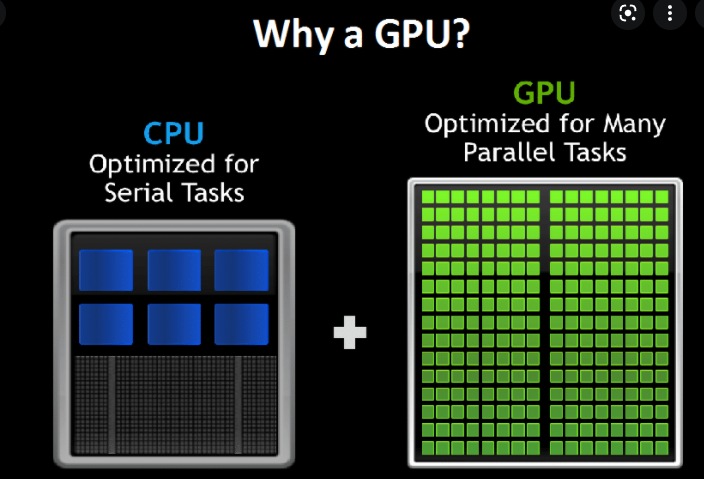 Why a GPU?
CPU
Optimized for
Serial Tasks
GPU
Optimized for Many
Parallel Tasks